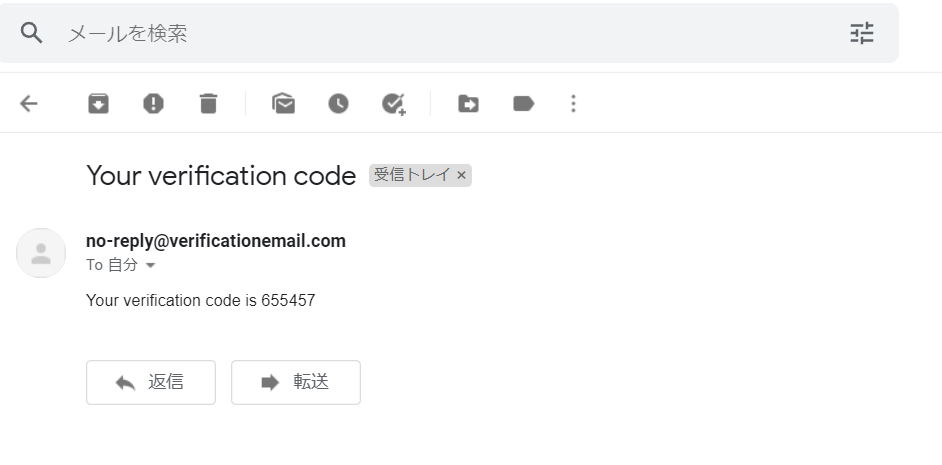 メールを検索
Your verification code 受信トレイ ×
no-reply@verificationemail.com
To 自分
Your verification code is 655457
返信 転送